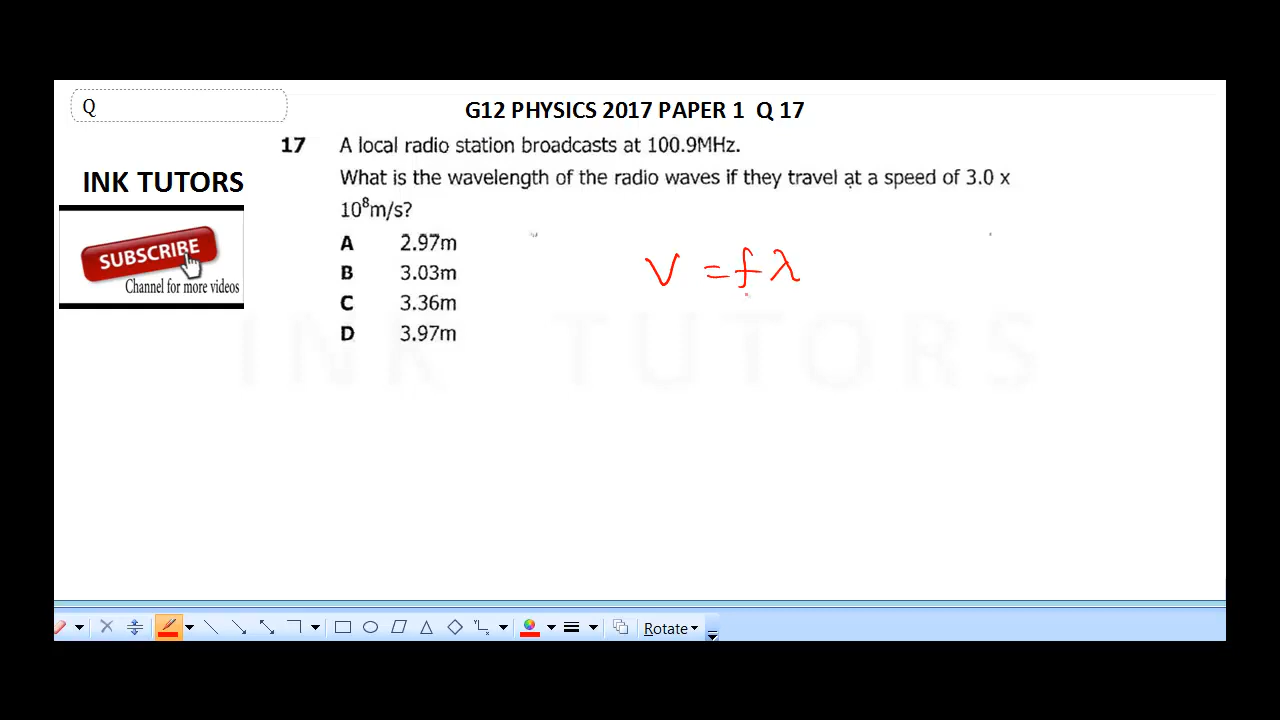 Q
G12 PHYSICS 2017 PAPER 1 Q 17
17 A local radio station broadcasts at 100.9MHz.
What is the wavelength of the radio waves if they travel at a speed of 3.0 x
10⁸m/s?
A 2.97m
B 3.03m
C 3.36m
D 3.97m
V = f λ
INK TUTORS
SUBSCRIBE
Channel for more videos
INK TUTORS
Rotate